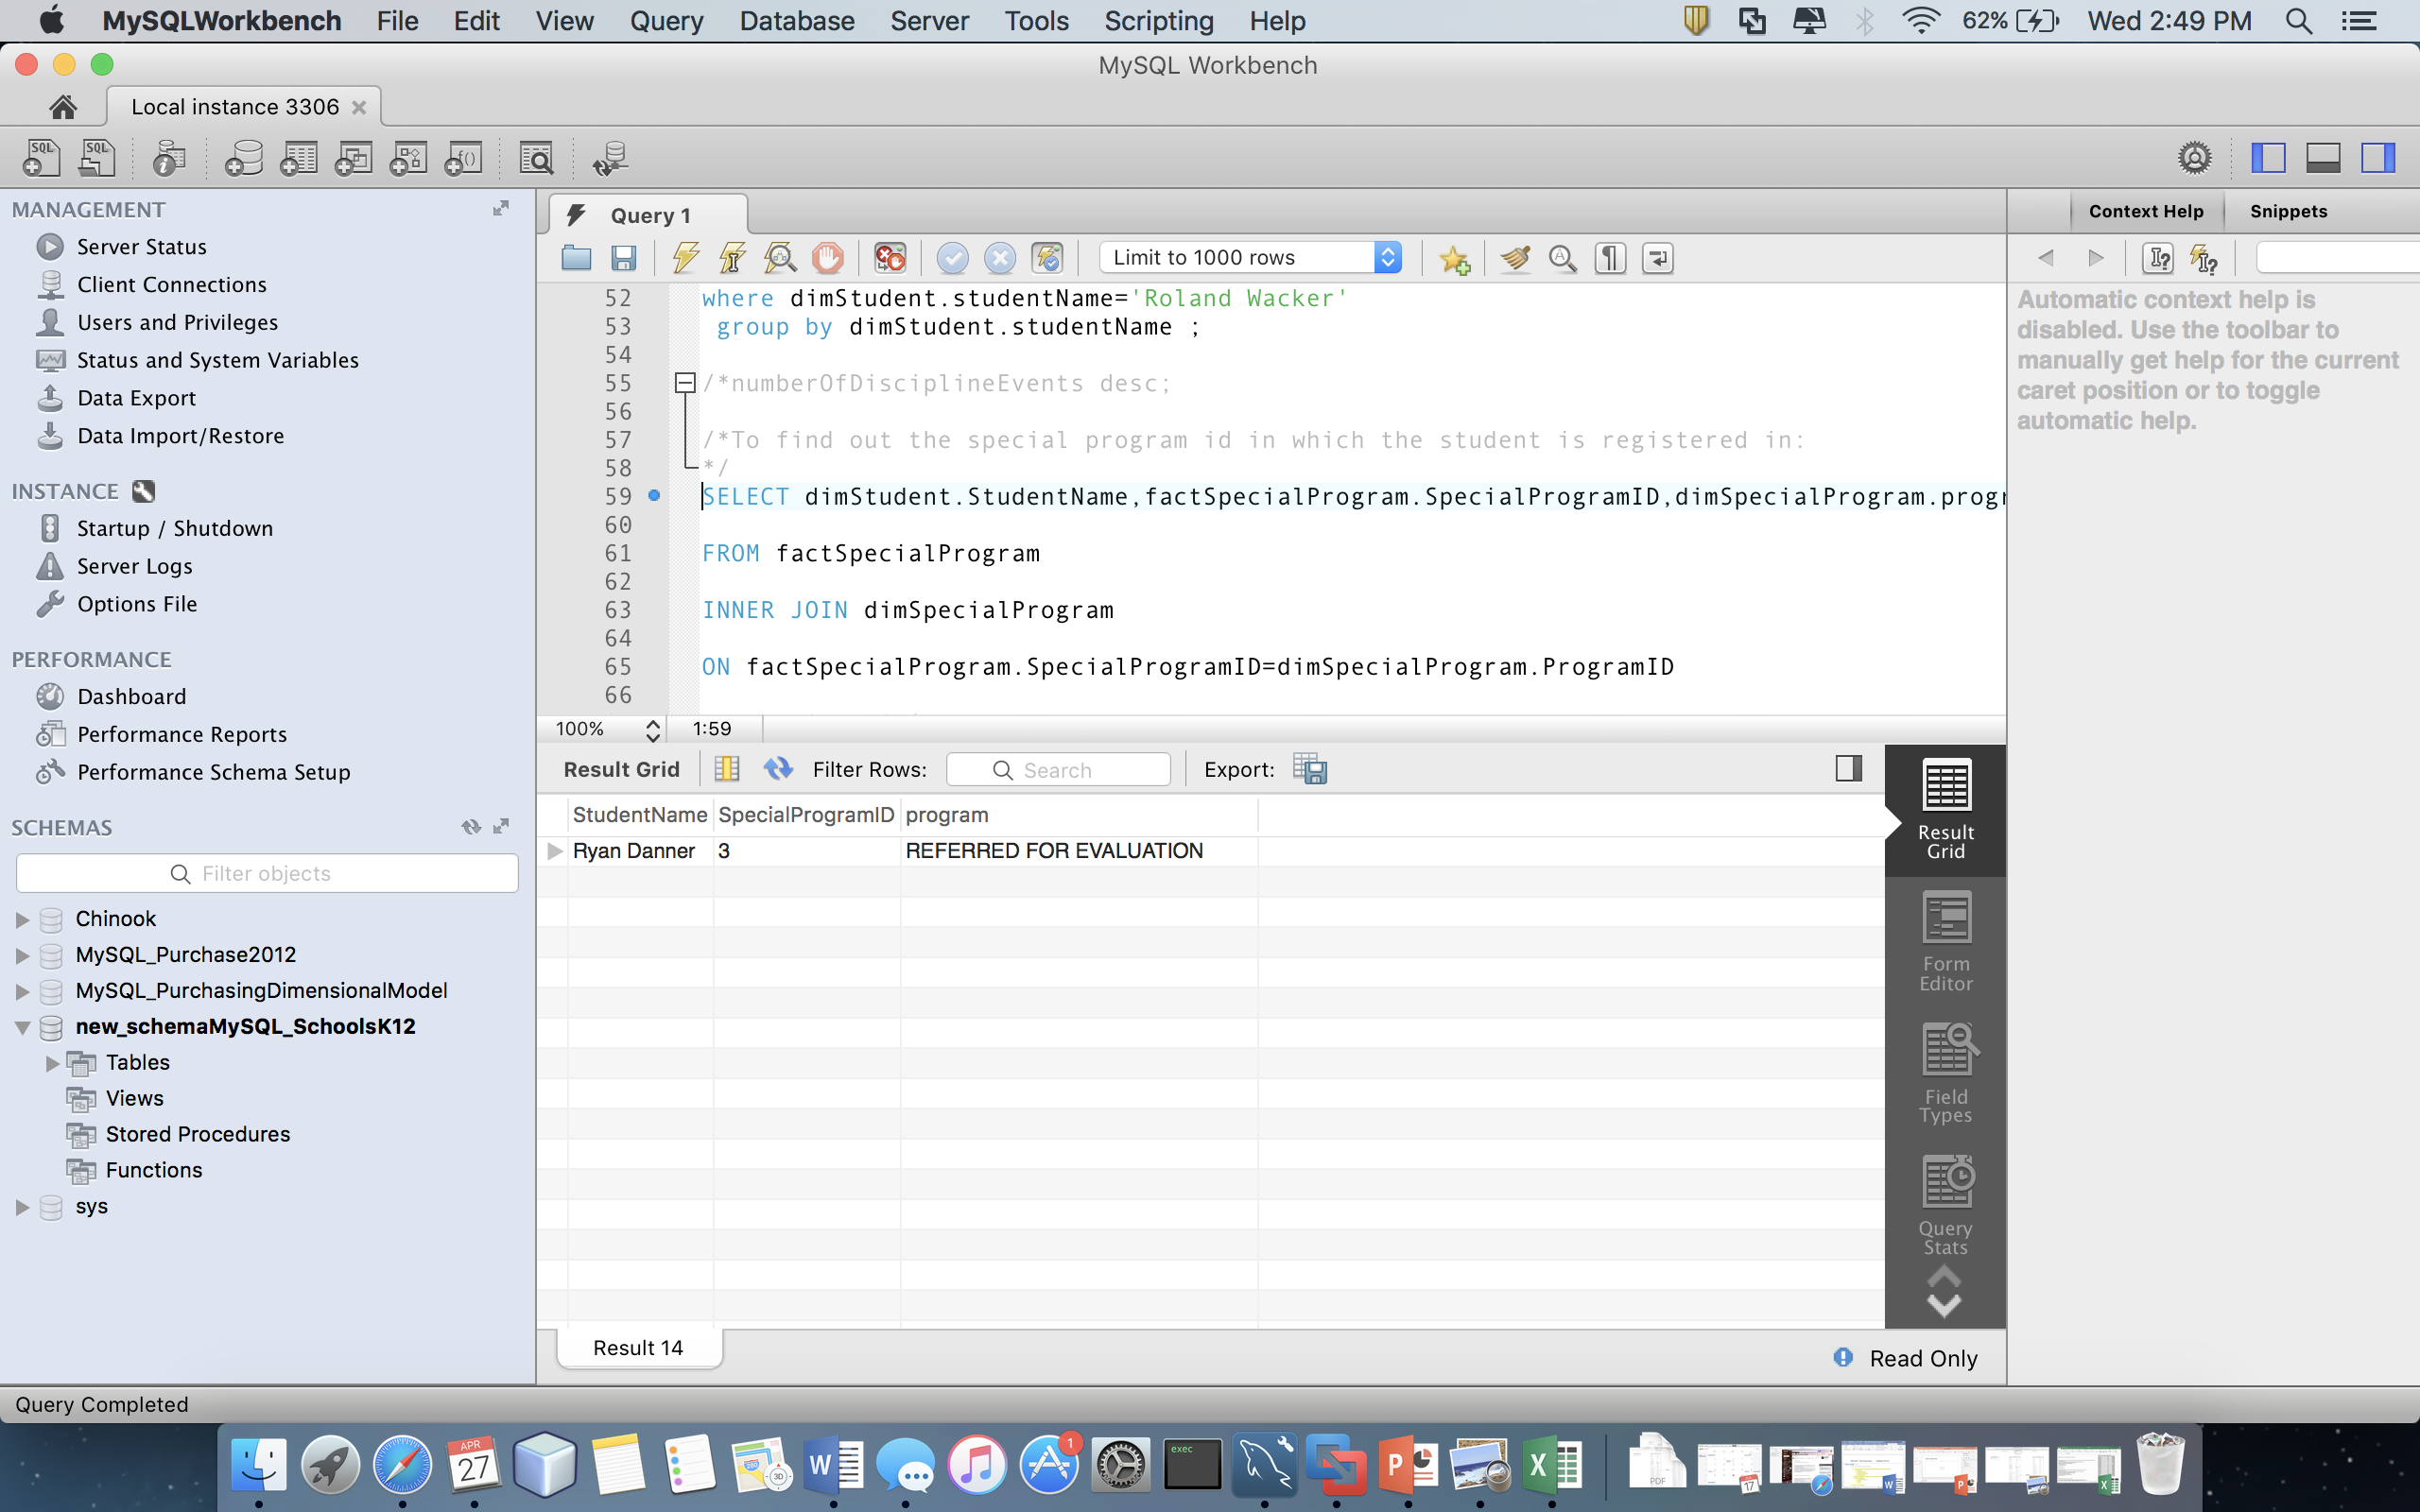 MySQLWorkbench File Edit View Query Database Server Tools Scripting Help 62% Wed 2:49 PM
MySQL Workbench
Local instance 3306
SQL SQL
MANAGEMENT
Server Status
Client Connections
Users and Privileges
Status and System Variables
Data Export
Data Import/Restore
INSTANCE
Startup / Shutdown
Server Logs
Options File
PERFORMANCE
Dashboard
Performance Reports
Performance Schema Setup
SCHEMAS
Filter objects
Chinook
MySQL_Purchase2012
MySQL_PurchasingDimensionalModel
new_schemaMySQL_SchoolsK12
Tables
Views
Stored Procedures
Functions
sys
Query 1
Limit to 1000 rows
52 where dimStudent.studentName='Roland Wacker'
53 group by dimStudent.studentName ;
54
55 /*numberOfDisciplineEvents desc;
56
57 /*To find out the special program id in which the student is registered in:
58 */
59 SELECT dimStudent.StudentName,factSpecialProgram.SpecialProgramID,dimSpecialProgram.progr
60
61 FROM factSpecialProgram
62
63 INNER JOIN dimSpecialProgram
64
65 ON factSpecialProgram.SpecialProgramID=dimSpecialProgram.ProgramID
66
100% 1:59
Result Grid Filter Rows: Search Export:
StudentName SpecialProgramID program
Ryan Danner 3 REFERRED FOR EVALUATION
Result
Grid
Form
Editor
Field
Types
Query
Stats
Result 14
Read Only
Context Help Snippets
Automatic context help is
disabled. Use the toolbar to
manually get help for the current
caret position or to toggle
automatic help.
Query Completed
APR
27
3D
W
1
exec
P
X
PDF
17